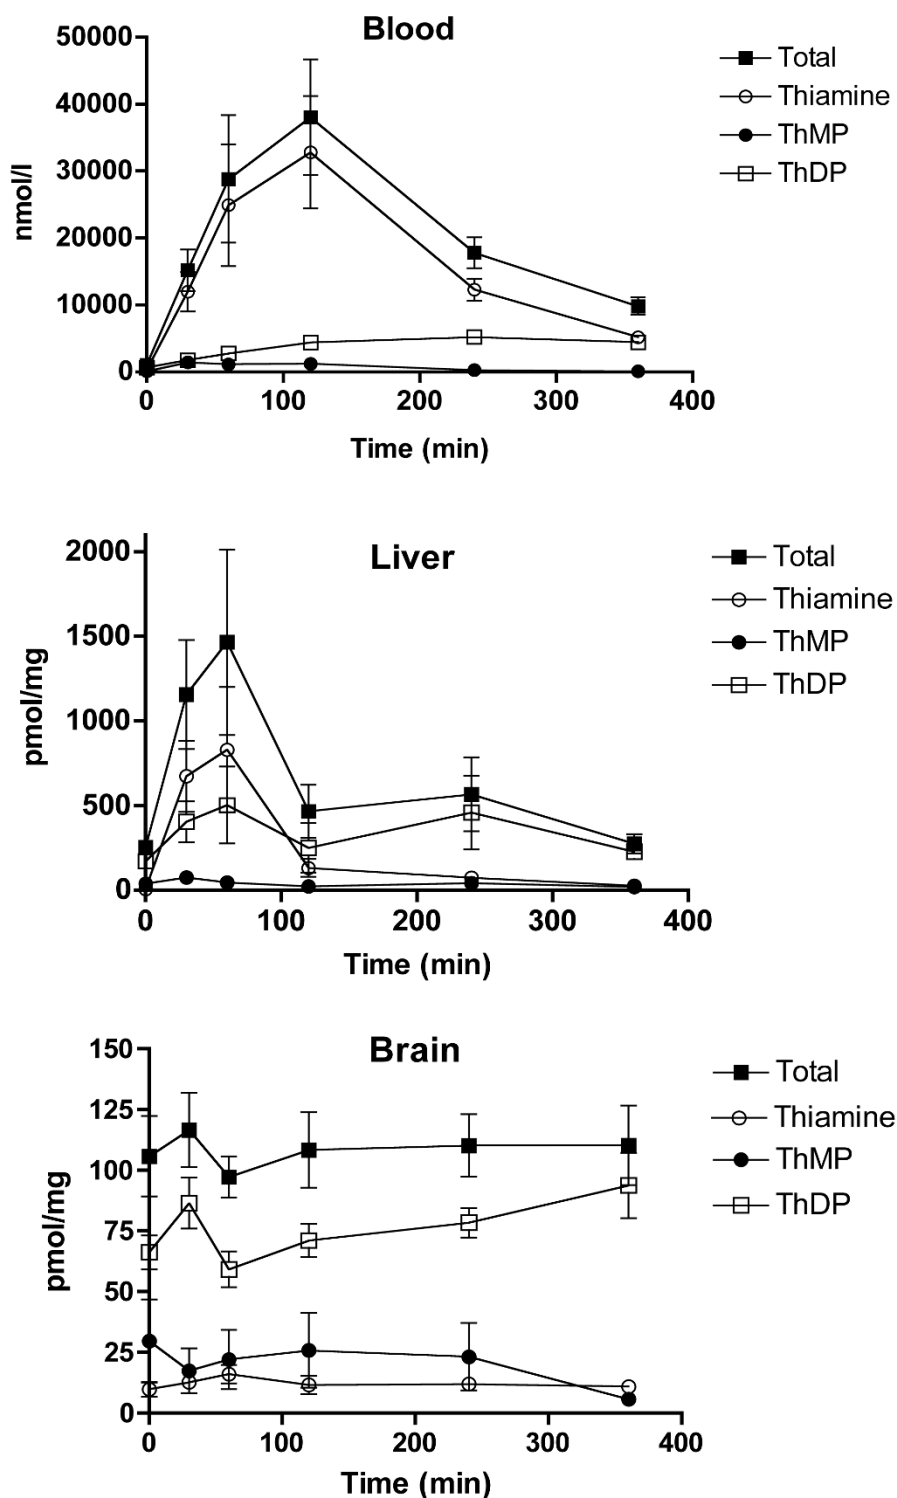 Blood
50000
40000
30000
20000
10000
0
nmol/l
0 100 200 300 400
Time (min)
Total
Thiamine
ThMP
ThDP
Liver
2000
1500
1000
500
0
pmol/mg
0 100 200 300 400
Time (min)
Total
Thiamine
ThMP
ThDP
Brain
150
125
100
75
50
25
0
pmol/mg
0 100 200 300 400
Time (min)
Total
Thiamine
ThMP
ThDP